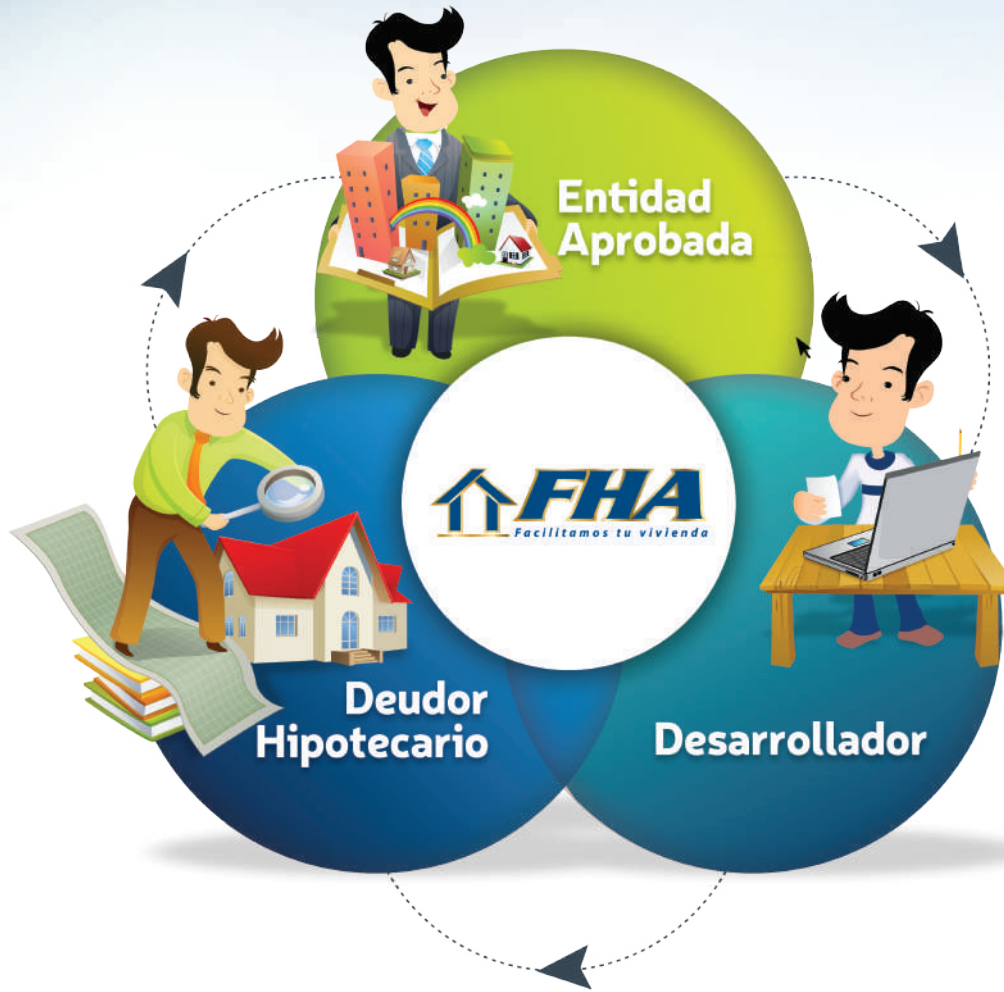 Entidad
Aprobada
FHA
Facilitamos tu vivienda
Deudor
Hipotecario
Desarrollador